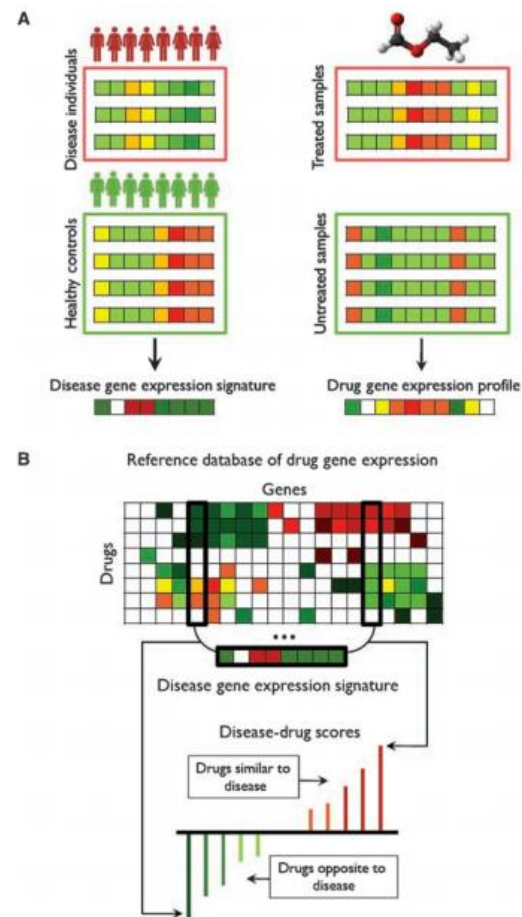 A
Disease individuals
Healthy controls
Disease gene expression signature
Treated samples
Untreated samples
Drug gene expression profile
B
Reference database of drug gene expression
Genes
Drugs
...
Disease gene expression signature
Disease-drug scores
Drugs similar to
disease
Drugs opposite to
disease